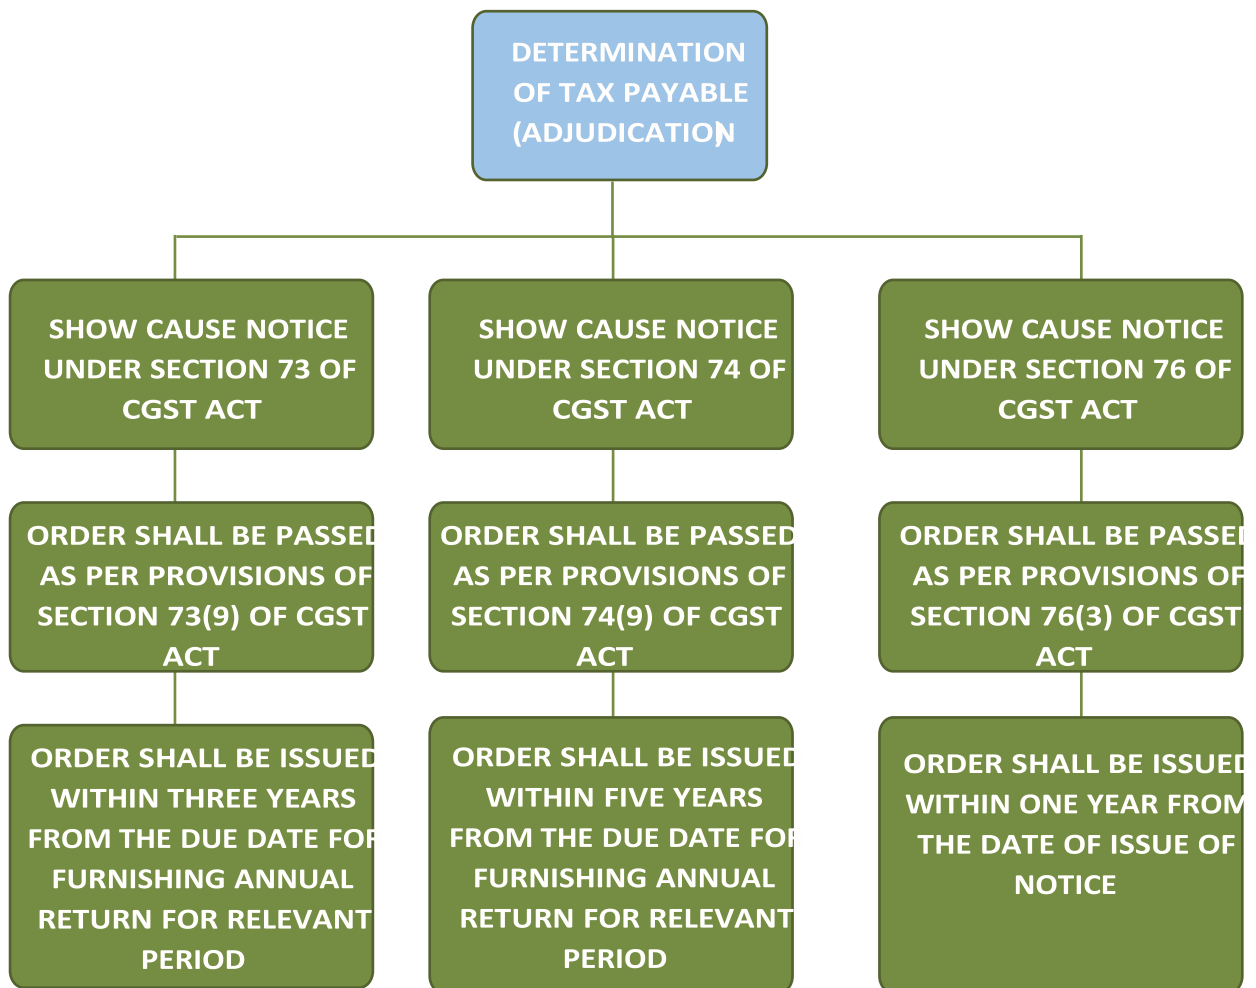 DETERMINATION
OF TAX PAYABLE
(ADJUDICATION)
SHOW CAUSE NOTICE
UNDER SECTION 73 OF
CGST ACT
SHOW CAUSE NOTICE
UNDER SECTION 74 OF
CGST ACT
SHOW CAUSE NOTICE
UNDER SECTION 76 OF
CGST ACT
ORDER SHALL BE PASSED
AS PER PROVISIONS OF
SECTION 73(9) OF CGST
ACT
ORDER SHALL BE PASSED
AS PER PROVISIONS OF
SECTION 74(9) OF CGST
ACT
ORDER SHALL BE PASSED
AS PER PROVISIONS OF
SECTION 76(3) OF CGST
ACT
ORDER SHALL BE ISSUED
WITHIN THREE YEARS
FROM THE DUE DATE FOR
FURNISHING ANNUAL
RETURN FOR RELEVANT
PERIOD
ORDER SHALL BE ISSUED
WITHIN FIVE YEARS
FROM THE DUE DATE FOR
FURNISHING ANNUAL
RETURN FOR RELEVANT
PERIOD
ORDER SHALL BE ISSUED
WITHIN ONE YEAR FROM
THE DATE OF ISSUE OF
NOTICE